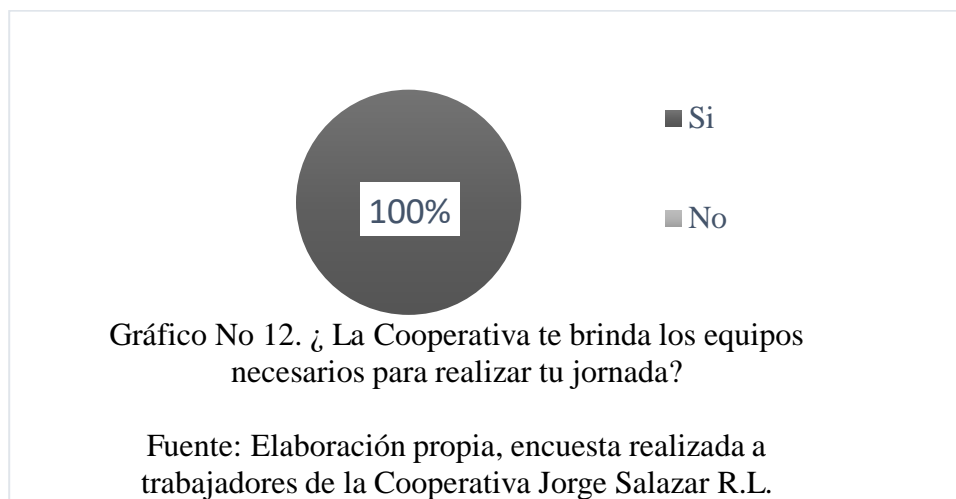 Si
100%
No
Gráfico No 12. ¿ La Cooperativa te brinda los equipos
necesarios para realizar tu jornada?
Fuente: Elaboración propia, encuesta realizada a
trabajadores de la Cooperativa Jorge Salazar R.L.